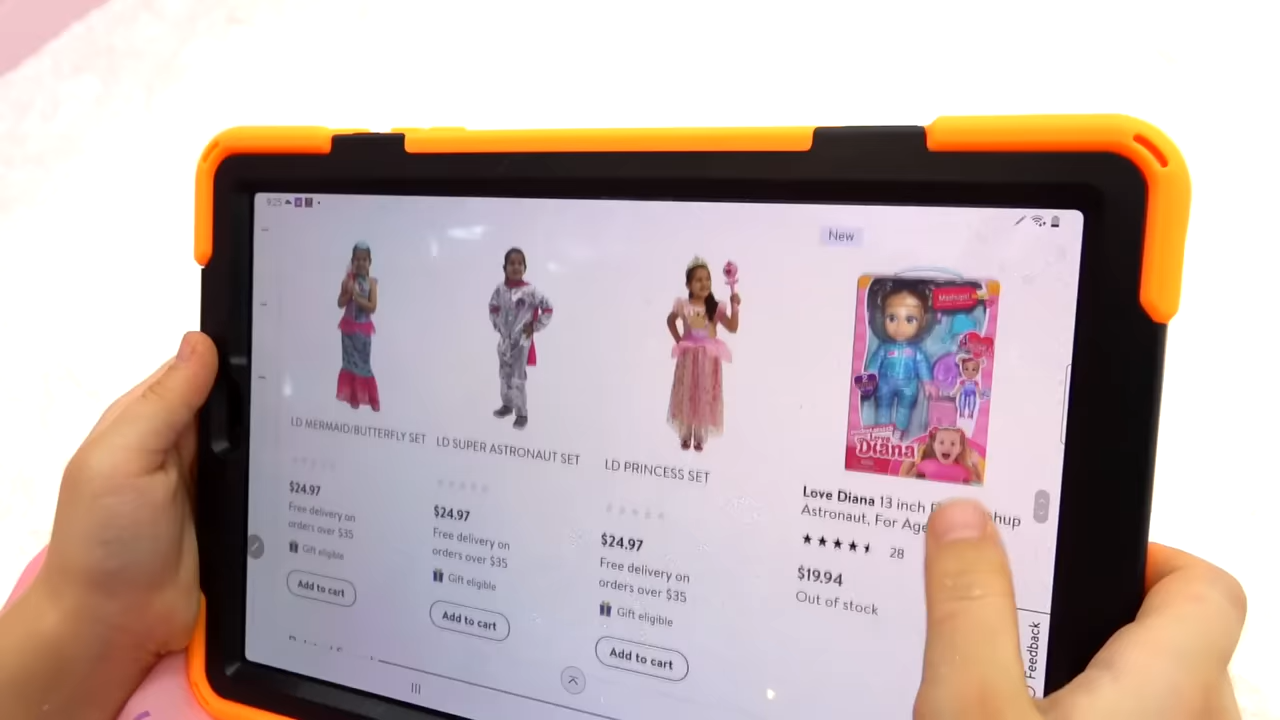 9:25
New
LD MERMAID/BUTTERFLY SET
$24.97
Free delivery on
orders over $35
Gift eligible
Add to cart
LD SUPER ASTRONAUT SET
$24.97
Free delivery on
orders over $35
Gift eligible
Add to cart
LD PRINCESS SET
$24.97
Free delivery on
orders over $35
Gift eligible
Add to cart
Mashups!
Love
Diana
Love Diana 13 inch
Astronaut, For
28
$19.94
Out of stock
Feedback